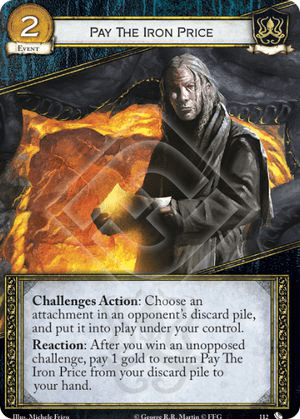 2
Pay The Iron Price
Event
Challenges Action: Choose an
attachment in an opponent's discard pile,
and put it into play under your control.
Reaction: After you win an unopposed
challenge, pay 1 gold to return Pay The
Iron Price from your discard pile to
your hand.
Illus. Michele Frigo © George R.R. Martin © FFG 112